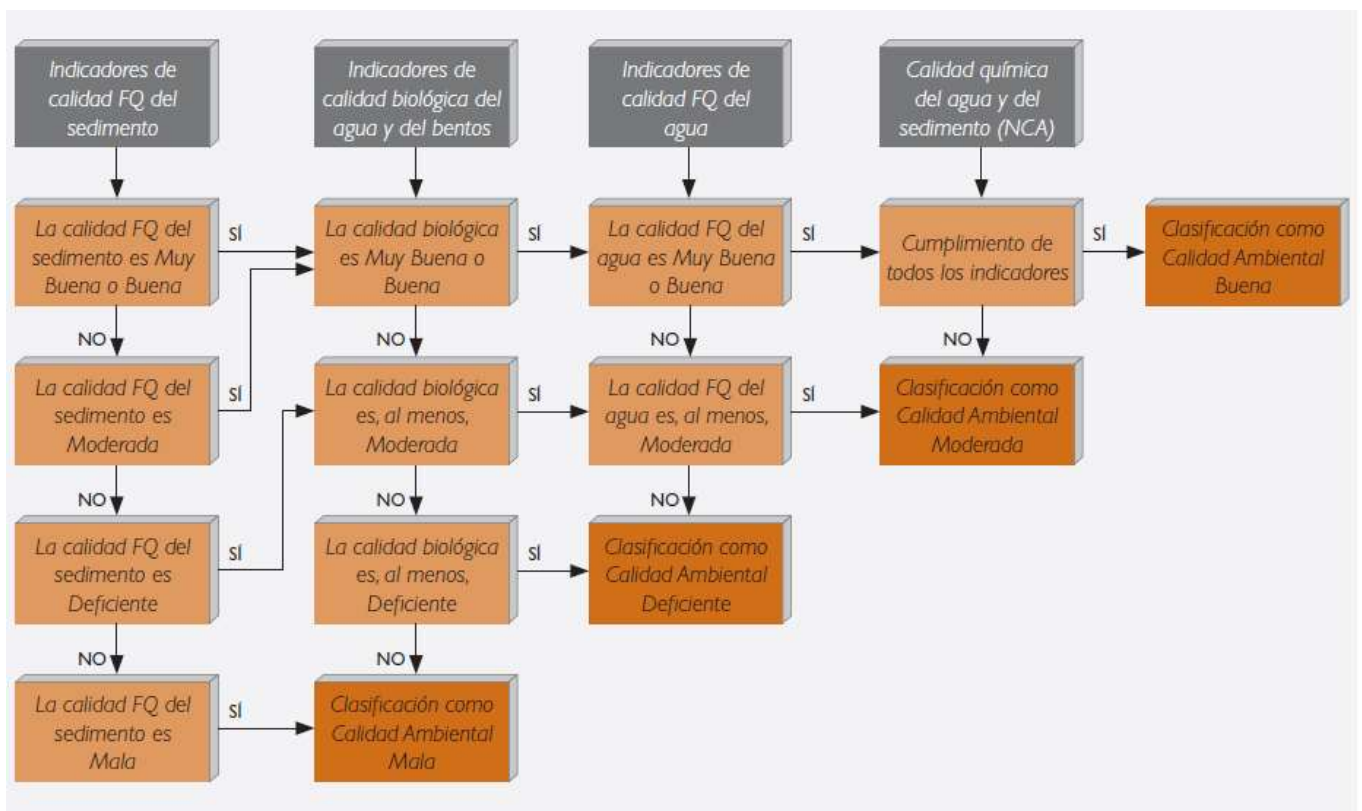 Indicadores de
calidad FQ del
sedimento
Indicadores de
calidad biológica del
agua y del bentos
Indicadores de
calidad FQ del
agua
Calidad química
del agua y del
sedimento (NCA)
La calidad FQ del
sedimento es Muy
Buena o Buena
SÍ
La calidad biológica
es Muy Buena o
Buena
SÍ
La calidad FQ del
agua es Muy Buena
o Buena
SÍ
Cumplimiento de
todos los indicadores
SÍ
Clasificación como
Calidad Ambiental
Buena
NO
NO
NO
NO
La calidad FQ del
sedimento es
Moderada
SÍ
La calidad biológica
es, al menos,
Moderada
SÍ
La calidad FQ del
agua es, al menos,
Moderada
SÍ
Clasificación como
Calidad Ambiental
Moderada
NO
NO
NO
La calidad FQ del
sedimento es
Deficiente
SÍ
La calidad biológica
es, al menos,
Deficiente
SÍ
Clasificación como
Calidad Ambiental
Deficiente
NO
NO
La calidad FQ del
sedimento es
Mala
SÍ
Clasificación como
Calidad Ambiental
Mala